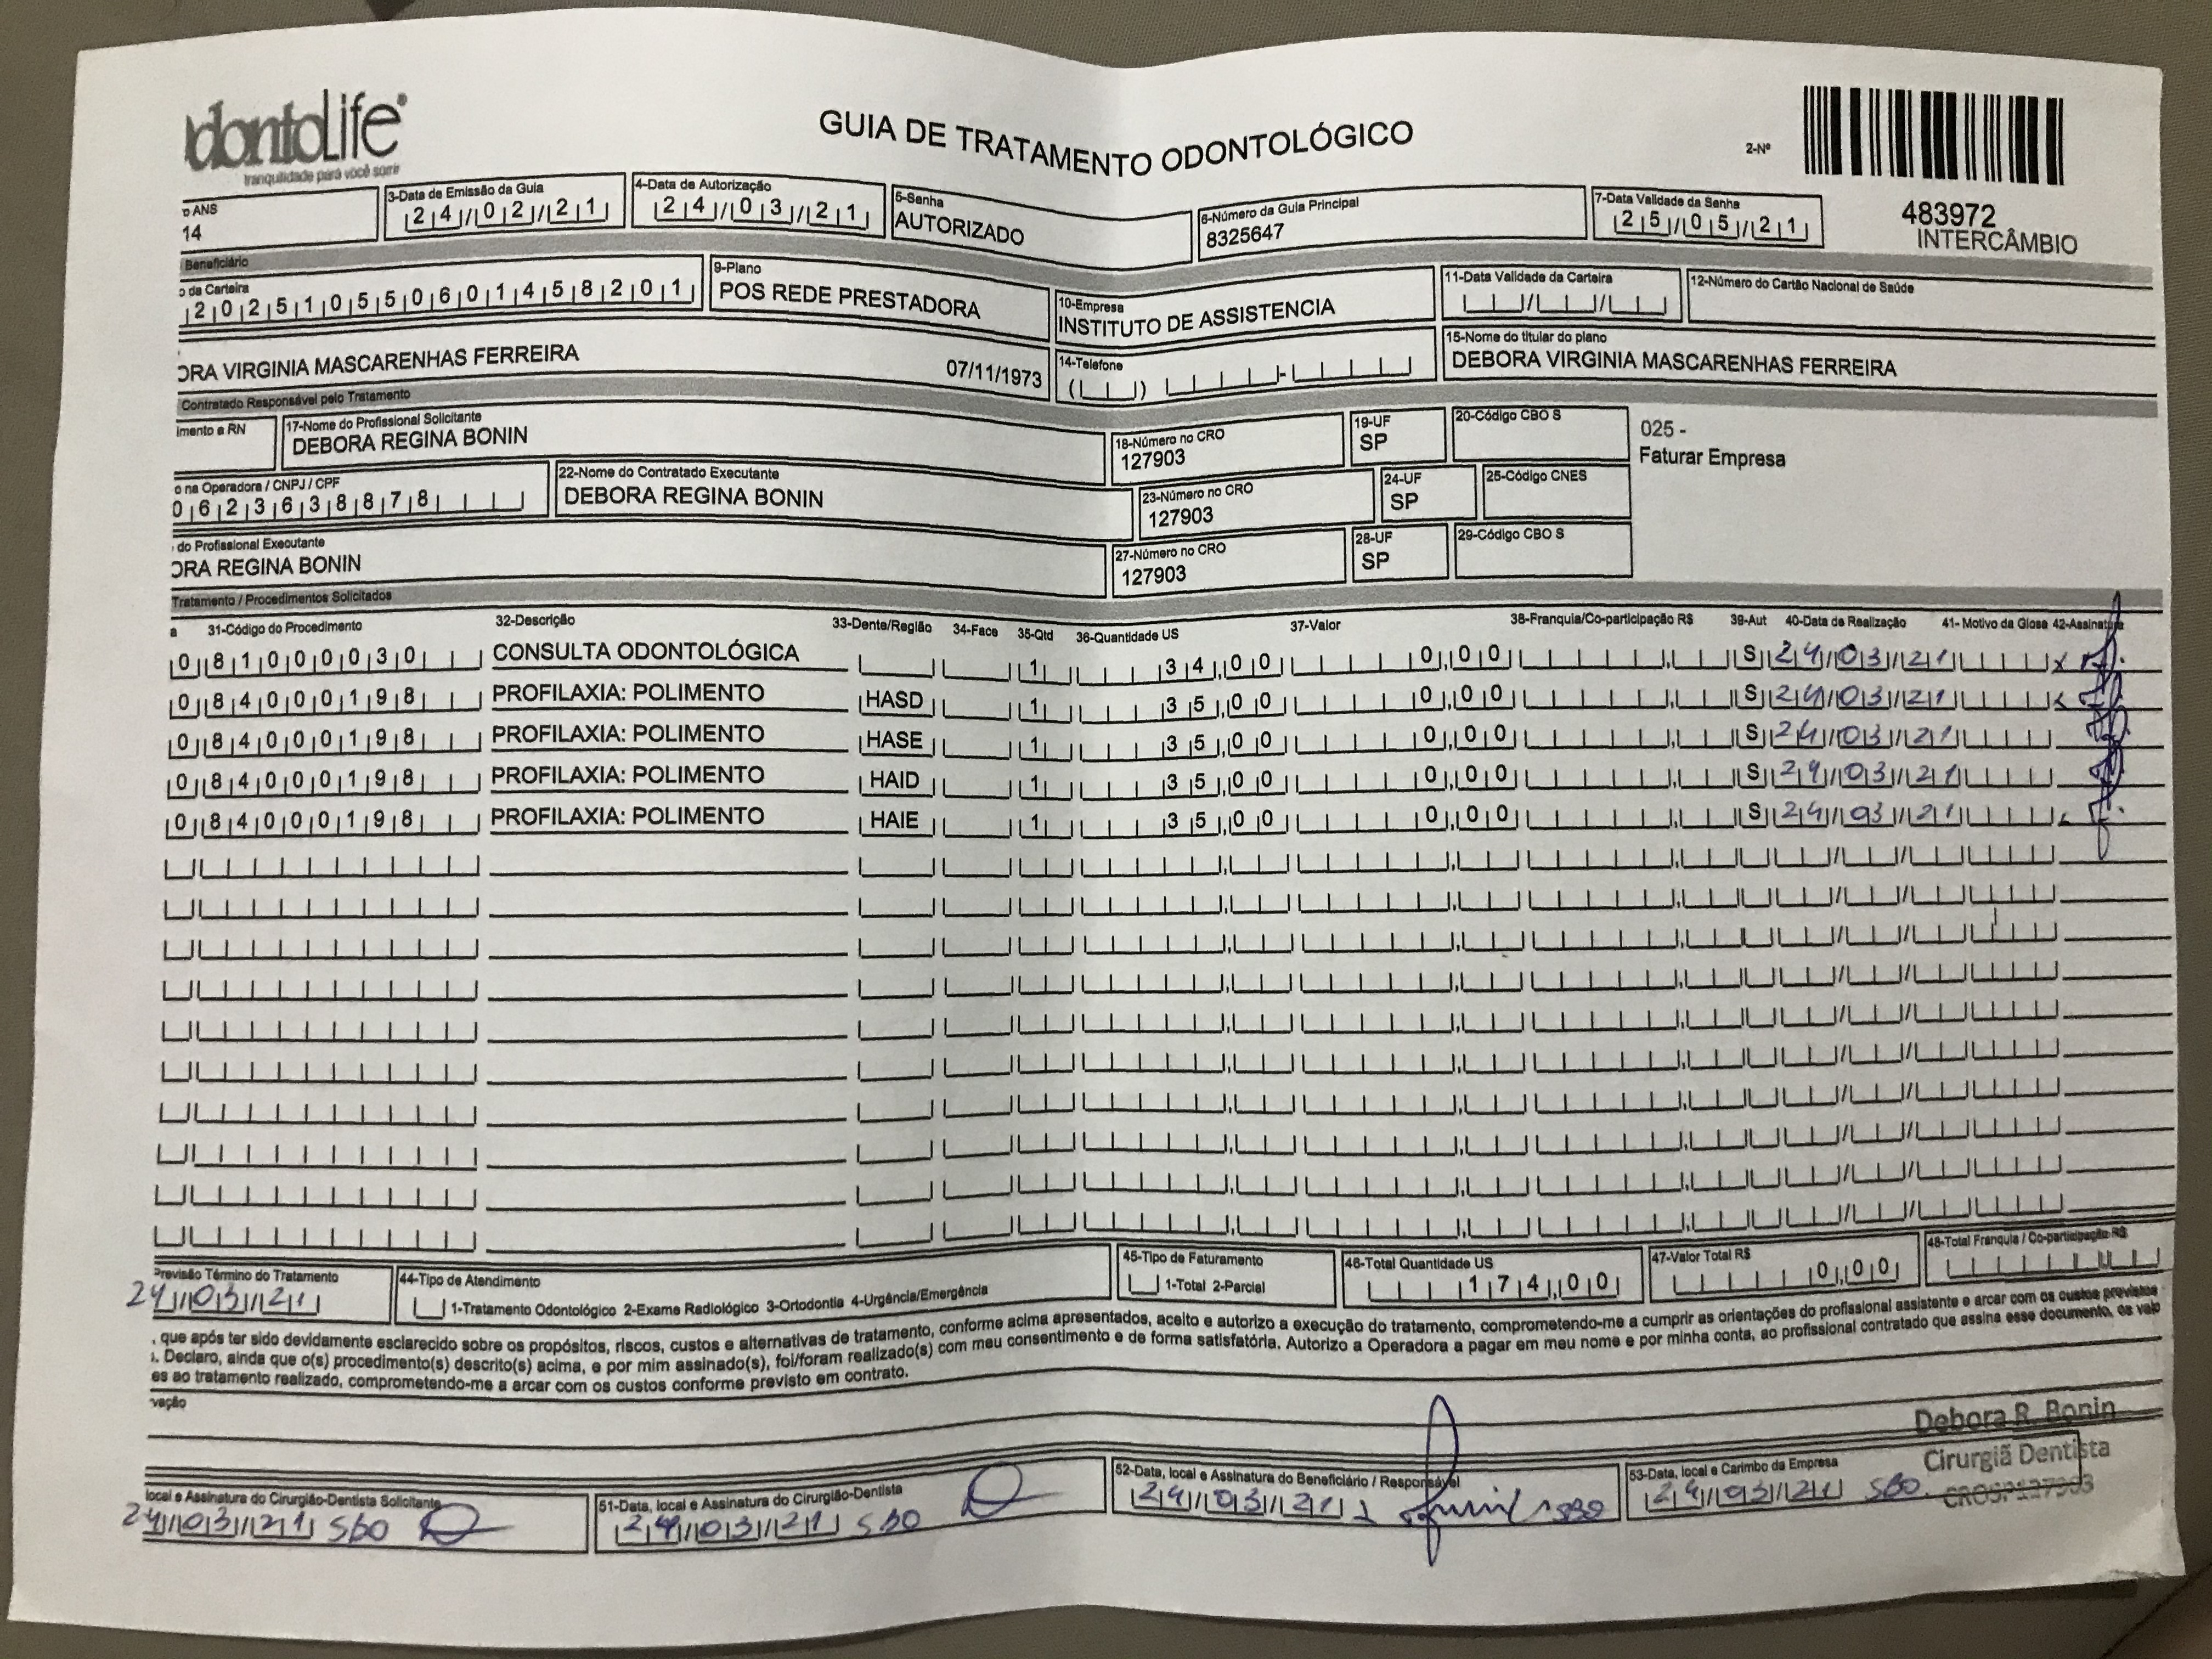 dontoLife®
tranquilidade para você sorrir
GUIA DE TRATAMENTO ODONTOLÓGICO
2-Nº
483972
INTERCÂMBIO
o ANS
14
3-Data de Emissão da Guia
24/02/21
4-Data de Autorização
24/03/21
5-Senha
AUTORIZADO
6-Número da Guia Principal
8325647
7-Data Validade da Senha
25/05/21
Beneficiário
o da Carteira
20251055060145820 1
9-Plano
POS REDE PRESTADORA
10-Empresa
INSTITUTO DE ASSISTENCIA
11-Data Validade da Carteira
12-Número do Cartão Nacional de Saúde
ORA VIRGINIA MASCARENHAS FERREIRA 07/11/1973
14-Telefone
15-Nome do titular do plano
DEBORA VIRGINIA MASCARENHAS FERREIRA
Contratado Responsável pelo Tratamento
imento a RN
17-Nome do Profissional Solicitante
DEBORA REGINA BONIN
18-Número no CRO
127903
19-UF
SP
20-Código CBO S
025 -
Faturar Empresa
o na Operadora / CNPJ / CPF
0623638878
22-Nome do Contratado Executante
DEBORA REGINA BONIN
23-Número no CRO
127903
24-UF
SP
25-Código CNES
do Profissional Executante
ORA REGINA BONIN
27-Número no CRO
127903
28-UF
SP
29-Código CBO S
Tratamento / Procedimentos Solicitados
a 31-Código do Procedimento 32-Descrição 33-Dente/Região 34-Face 35-Qtd 36-Quantidade US 37-Valor 38-Franquia/Co-participação R$ 39-Aut 40-Data de Realização 41- Motivo da Glosa 42-Assinatura
0 81000030 CONSULTA ODONTOLÓGICA 1 34,00 0,00 S 24/03/21 x
0 84000198 PROFILAXIA: POLIMENTO HASD 1 35,00 0,00 S 24/03/21 x
0 84000198 PROFILAXIA: POLIMENTO HASE 1 35,00 0,00 S 24/03/21
0 84000198 PROFILAXIA: POLIMENTO HAID 1 35,00 0,00 S 24/03/21
0 84000198 PROFILAXIA: POLIMENTO HAIE 1 35,00 0,00 S 24/03/21
Previsão Término do Tratamento
24/03/21
44-Tipo de Atendimento
1-Tratamento Odontológico 2-Exame Radiológico 3-Ortodontia 4-Urgência/Emergência
45-Tipo de Faturamento
1-Total 2-Parcial
46-Total Quantidade US
174,00
47-Valor Total R$
0,00
48-Total Franquia / Co-participação R$
, que após ter sido devidamente esclarecido sobre os propósitos, riscos, custos e alternativas de tratamento, conforme acima apresentados, aceito e autorizo a execução do tratamento, comprometendo-me a cumprir as orientações do profissional assistente e arcar com os custos previstos
. Declaro, ainda que o(s) procedimento(s) descrito(s) acima, e por mim assinado(s), foi/foram realizado(s) com meu consentimento e de forma satisfatória. Autorizo a Operadora a pagar em meu nome e por minha conta, ao profissional contratado que assina esse documento, os valo
es ao tratamento realizado, comprometendo-me a arcar com os custos conforme previsto em contrato.
vação
local e Assinatura do Cirurgião-Dentista Solicitante
24/03/21 SBO
51-Data, local e Assinatura do Cirurgião-Dentista
24/03/21 SBO
52-Data, local e Assinatura do Beneficiário / Responsável
24/03/21 SBO
53-Data, local e Carimbo da Empresa
24/03/21 SBO
Debora R. Bonin
Cirurgiã Dentista
CROSP127903